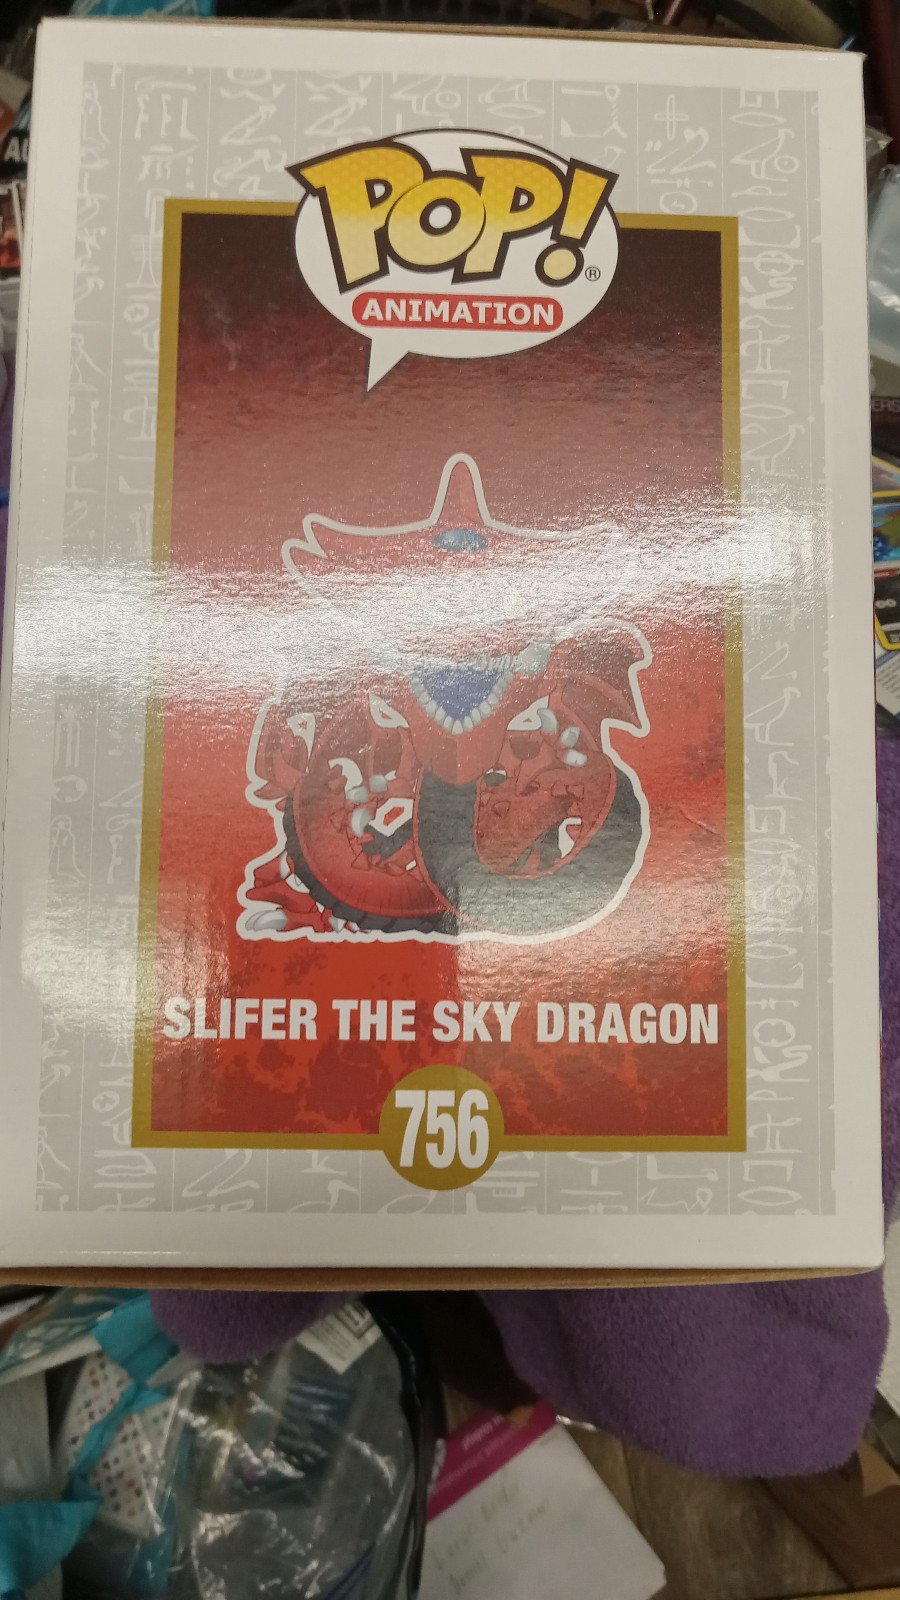 POP!
®
ANIMATION
SLIFER THE SKY DRAGON
756